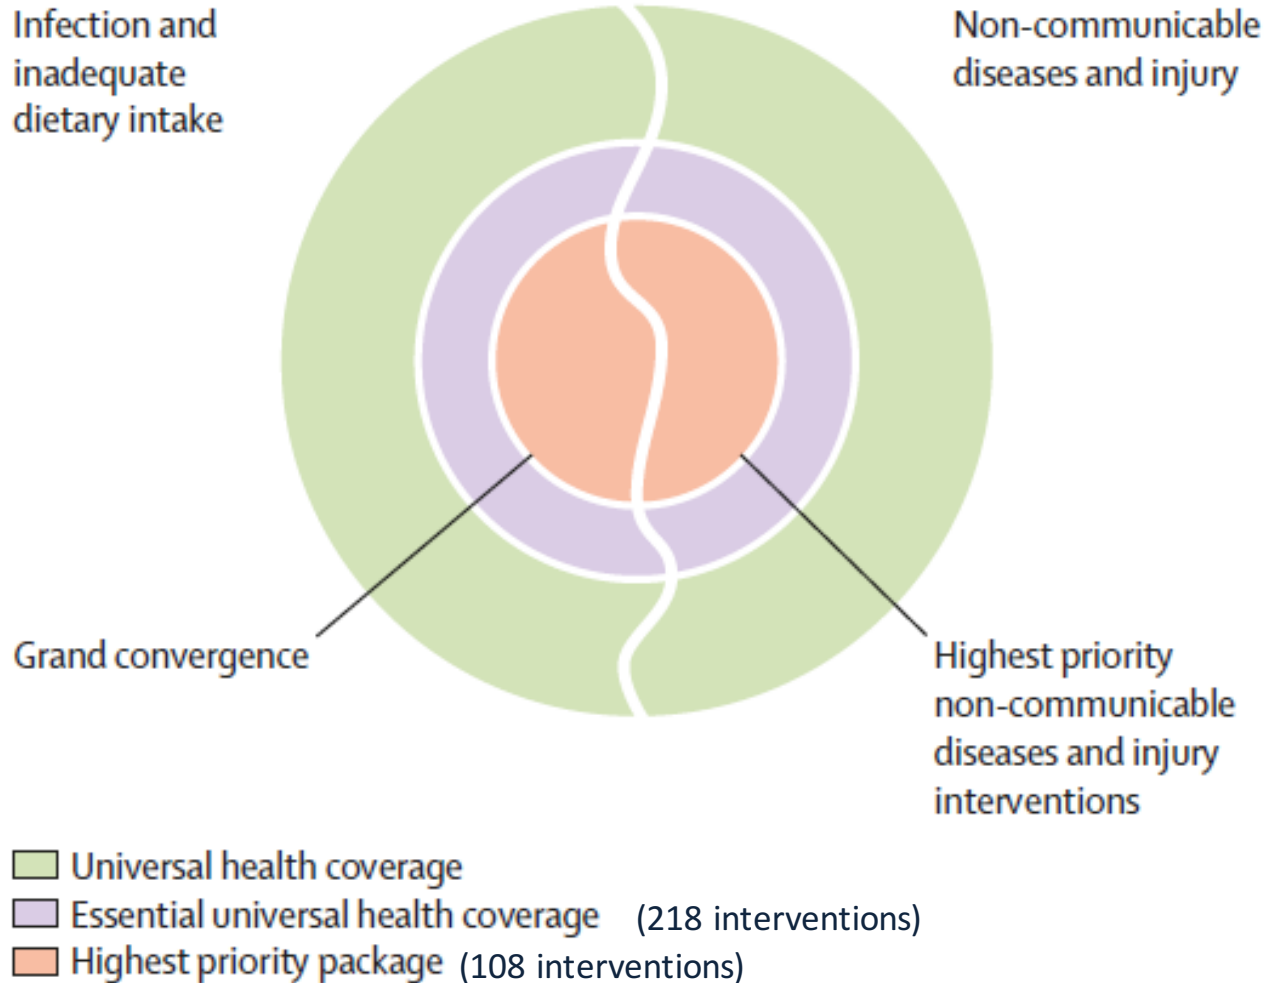 Infection and
inadequate
dietary intake
Non-communicable
diseases and injury
Grand convergence
Highest priority
non-communicable
diseases and injury
interventions
Universal health coverage
Essential universal health coverage (218 interventions)
Highest priority package (108 interventions)